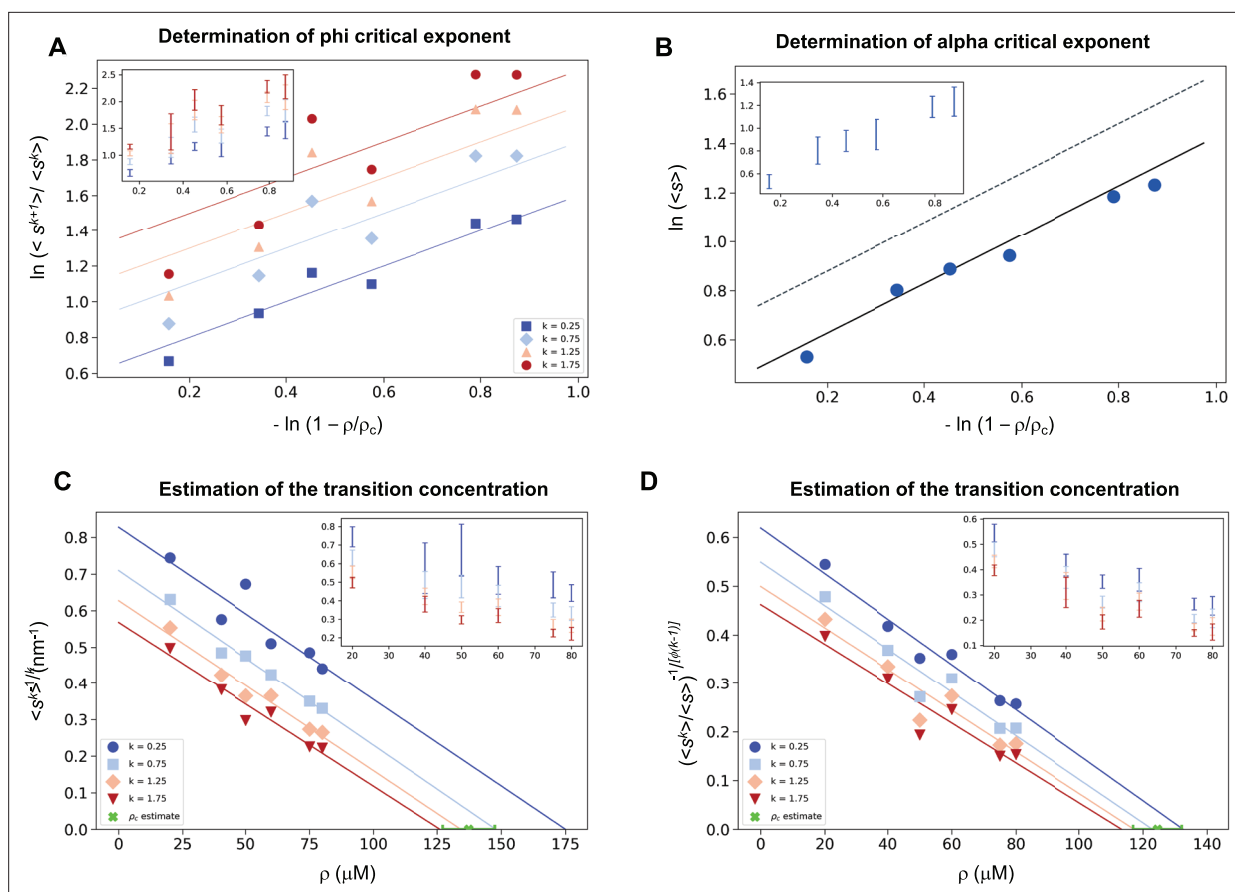 A
Determination of phi critical exponent
ln (< s^{k+1}>/ <s^k>)
2.2
2.0
1.8
1.6
1.4
1.2
1.0
0.8
0.6
2.5
2.0
1.5
1.0
0.2 0.4 0.6 0.8
k = 0.25
k = 0.75
k = 1.25
k = 1.75
0.2 0.4 0.6 0.8 1.0
- ln (1 – ρ/ρ_c)
B
Determination of alpha critical exponent
ln (<s>)
1.6
1.4
1.2
1.0
0.8
0.6
1.4
1.2
1.0
0.8
0.6
0.2 0.4 0.6 0.8
0.2 0.4 0.6 0.8 1.0
- ln (1 – ρ/ρ_c)
C
Estimation of the transition concentration
0.8
0.7
0.6
0.5
0.4
0.3
0.2
0.1
0.0
0.8
0.7
0.6
0.5
0.4
0.3
0.2
20 30 40 50 60 70 80
k = 0.25
k = 0.75
k = 1.25
k = 1.75
ρ_c estimate
0 25 50 75 100 125 150 175
ρ (μM)
D
Estimation of the transition concentration
(<s^k>/<s>)^{-1/[ϕ(k-1)]}
0.6
0.5
0.4
0.3
0.2
0.1
0.0
0.6
0.5
0.4
0.3
0.2
0.1
20 30 40 50 60 70 80
k = 0.25
k = 0.75
k = 1.25
k = 1.75
ρ_c estimate
0 20 40 60 80 100 120 140
ρ (μM)